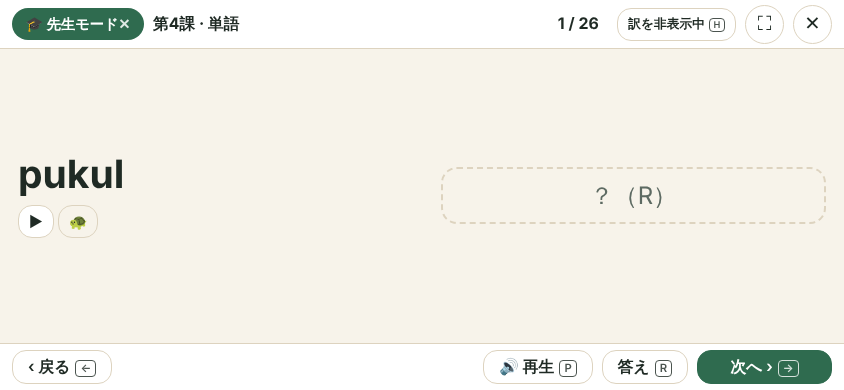 🎓 先生モード✕ 第4課 · 単語 1 / 26 訳を非表示中 H ✕
pukul
▶ 🐢
？（R）
‹ 戻る ← 🔊 再生 P 答え R 次へ › →